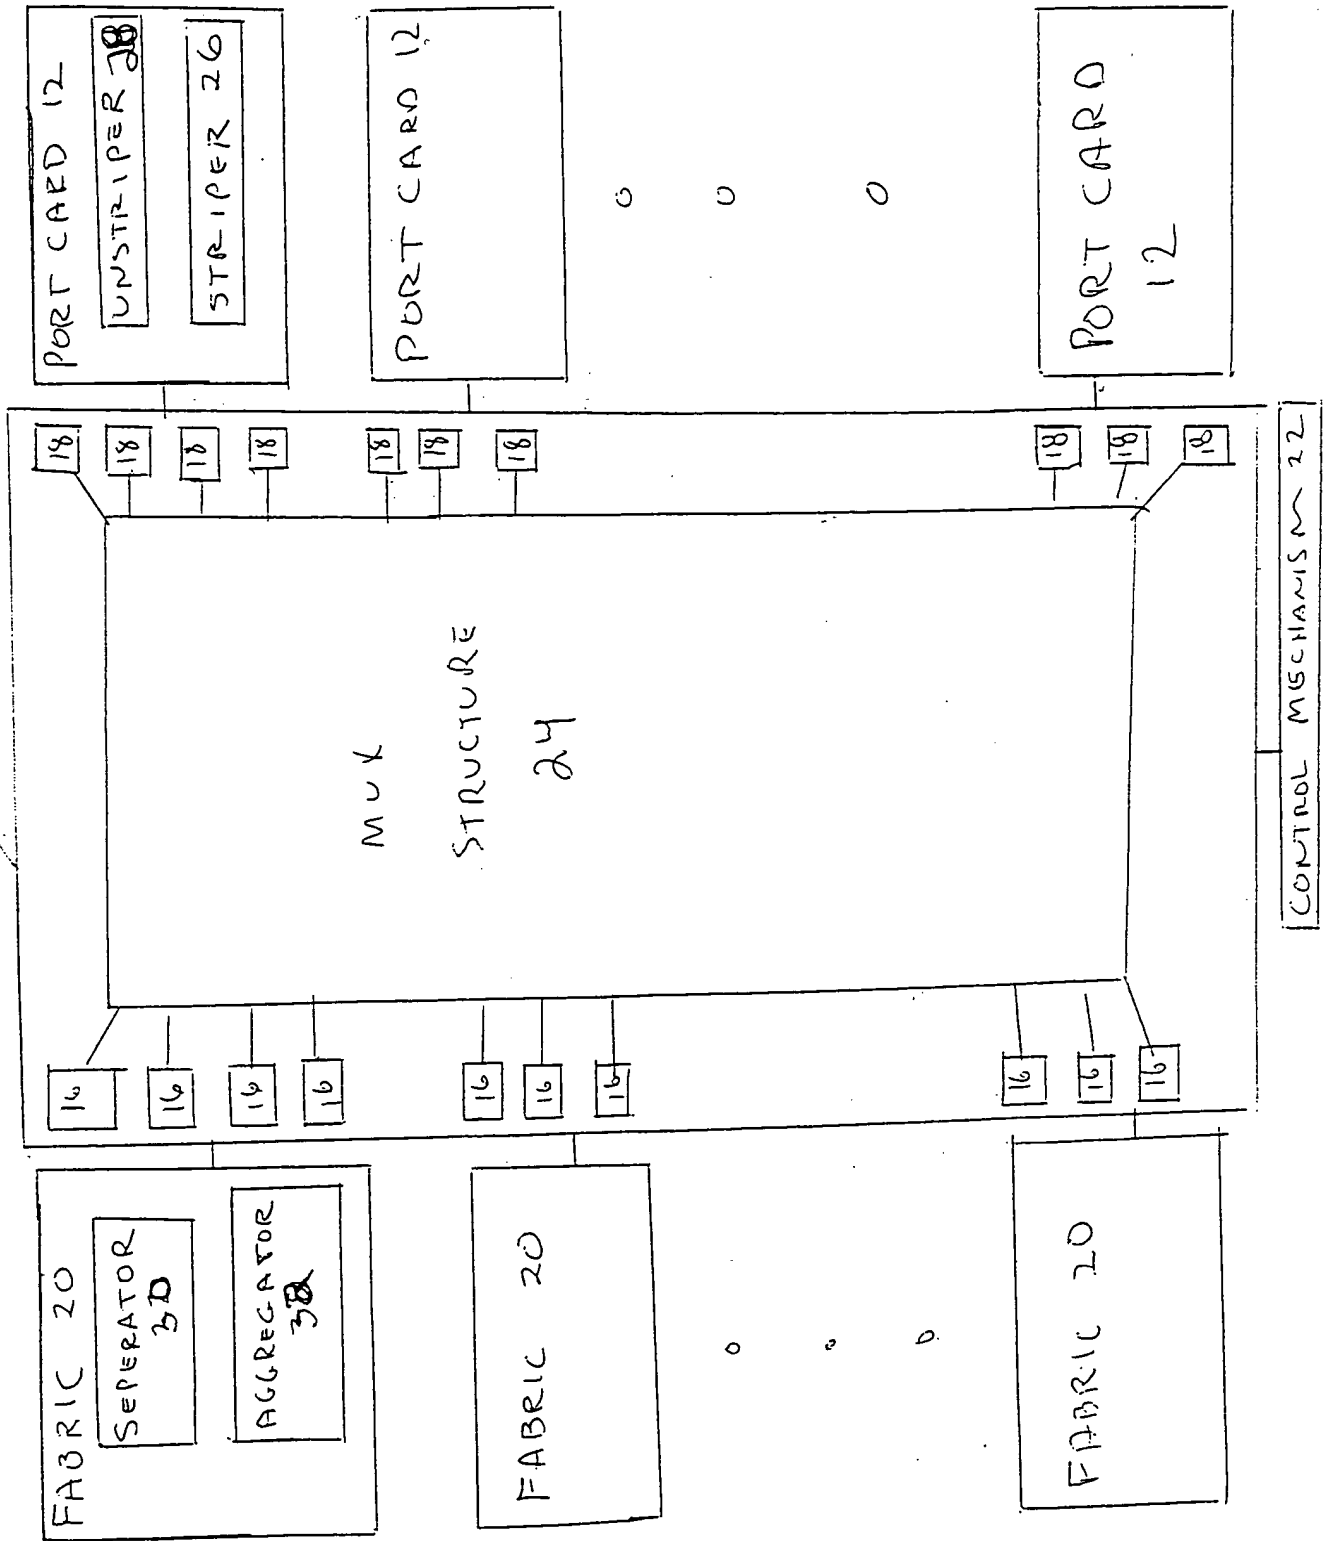 FABRIC 20
SEPERATOR
30
AGGREGATOR
32
FABRIC 20
FABRIC 20
16
16
16
16
16
16
16
16
16
16
MUX
STRUCTURE
24
18
18
18
18
18
18
18
18
18
18
PORT CARD 12
UNSTRIPER 28
STRIPER 26
PORT CARD 12
PORT CARD
12
CONTROL MECHANISM 22